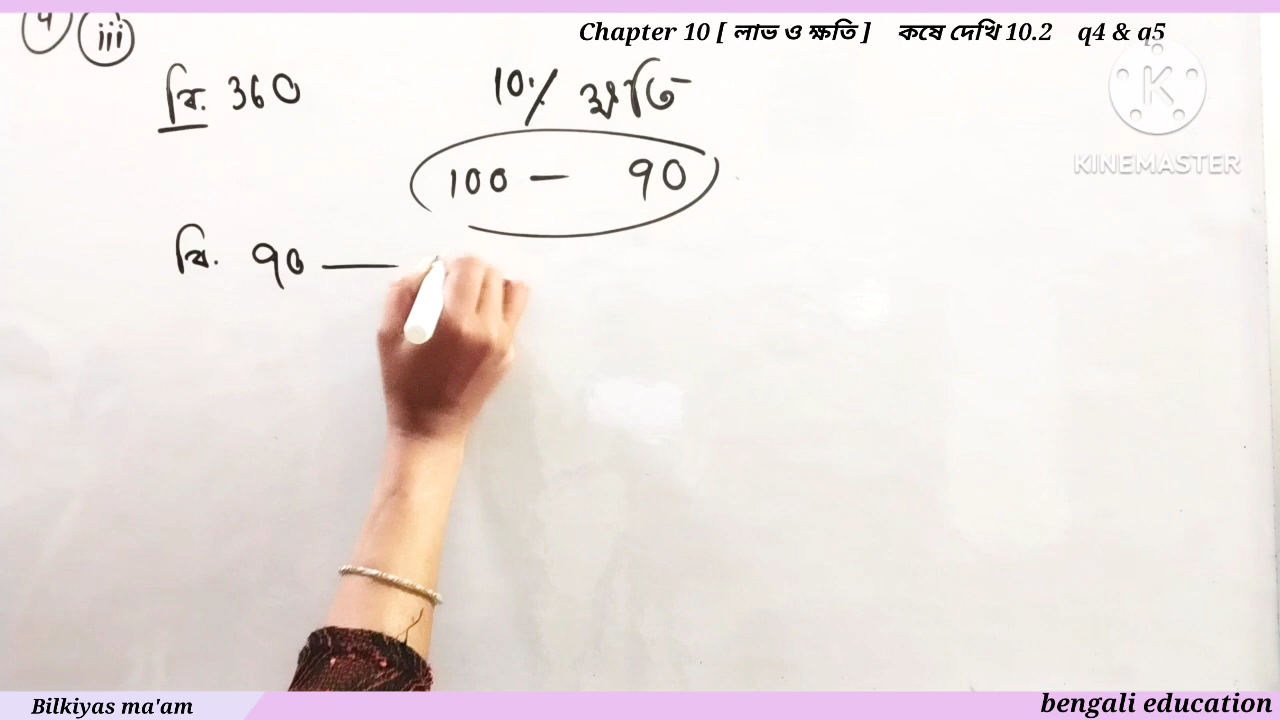 Chapter 10 [ লাভ ও ক্ষতি ] কষে দেখি 10.2 q4 & q5
4 iii
বি. 360 10% ক্ষতি
100 — 90
বি. 90 —
K
KINEMASTER
Bilkiyas ma'am
bengali education